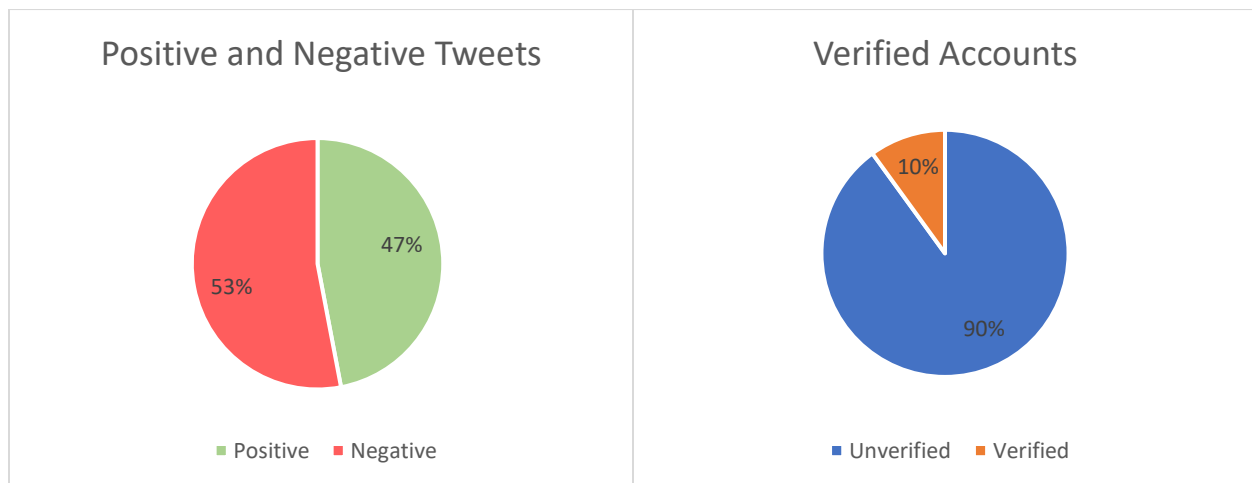 Positive and Negative Tweets
47%
53%
Positive Negative
Verified Accounts
10%
90%
Unverified Verified